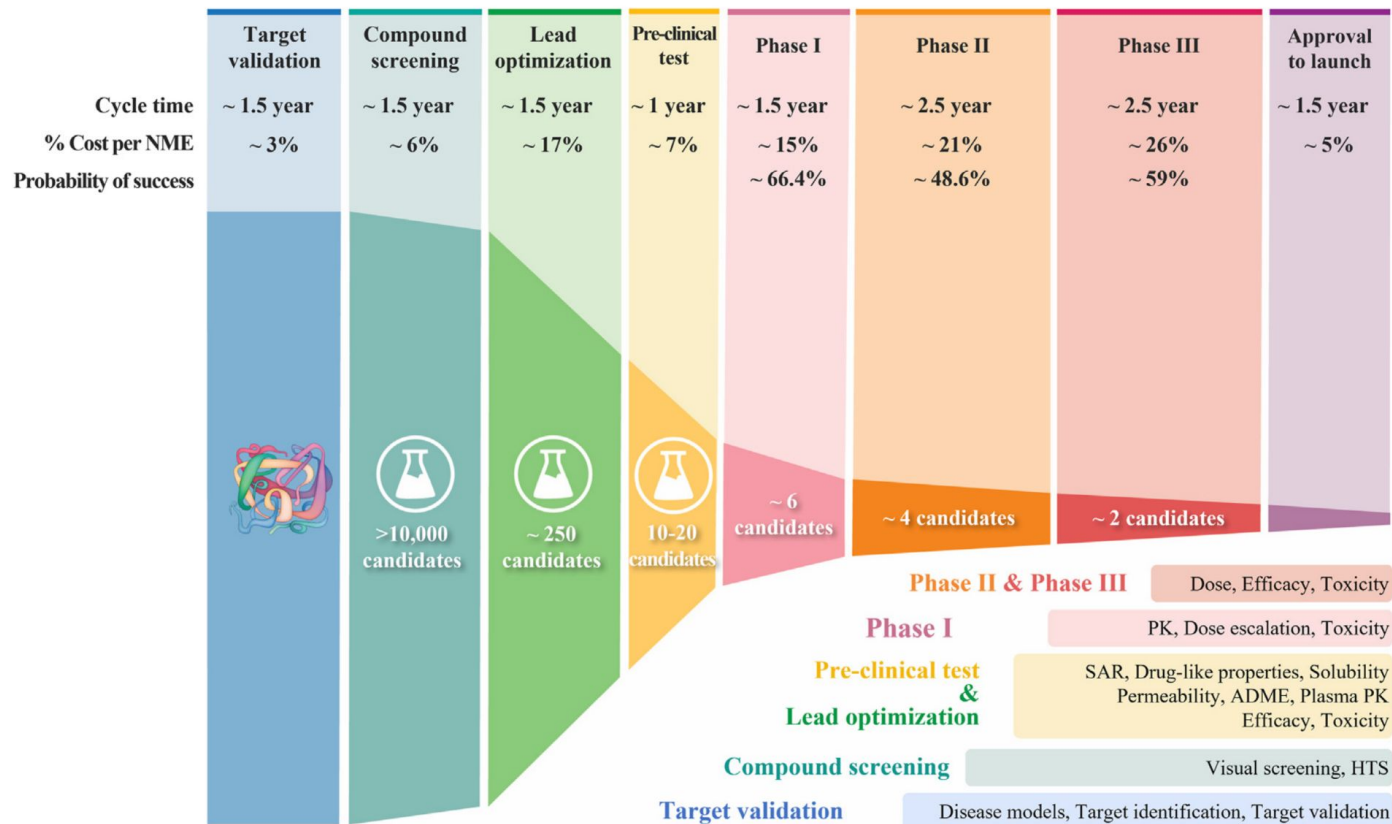 Target
validation
Compound
screening
Lead
optimization
Pre-clinical
test
Phase I
Phase II
Phase III
Approval
to launch
Cycle time ~ 1.5 year ~ 1.5 year ~ 1.5 year ~ 1 year ~ 1.5 year ~ 2.5 year ~ 2.5 year ~ 1.5 year
% Cost per NME ~ 3% ~ 6% ~ 17% ~ 7% ~ 15% ~ 21% ~ 26% ~ 5%
Probability of success ~ 66.4% ~ 48.6% ~ 59%
>10,000
candidates
~ 250
candidates
10-20
candidates
~ 6
candidates
~ 4 candidates
~ 2 candidates
Phase II & Phase III
Dose, Efficacy, Toxicity
Phase I
PK, Dose escalation, Toxicity
Pre-clinical test
&
Lead optimization
SAR, Drug-like properties, Solubility
Permeability, ADME, Plasma PK
Efficacy, Toxicity
Compound screening
Visual screening, HTS
Target validation
Disease models, Target identification, Target validation